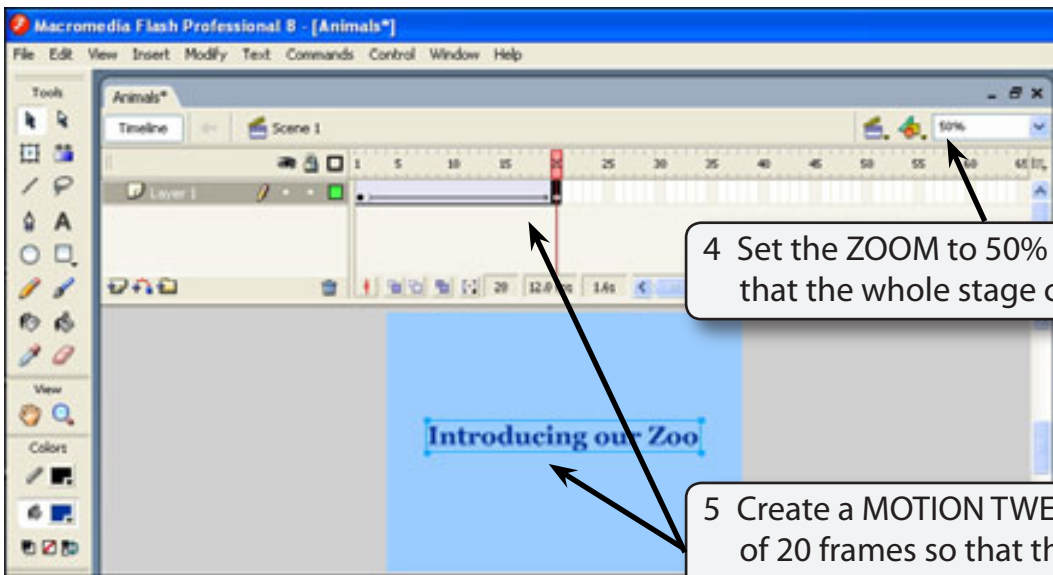 Macromedia Flash Professional 8 - [Animals*]
File Edit View Insert Modify Text Commands Control Window Help
Tools
Animals*
Timeline Scene 1 50%
1 5 10 15 20 25 30 35 40 45 50 55 60 65
Layer 1
20 12.0 1.6s
4 Set the ZOOM to 50%
that the whole stage
View
Colors
Introducing our Zoo
5 Create a MOTION
of 20 frames so that